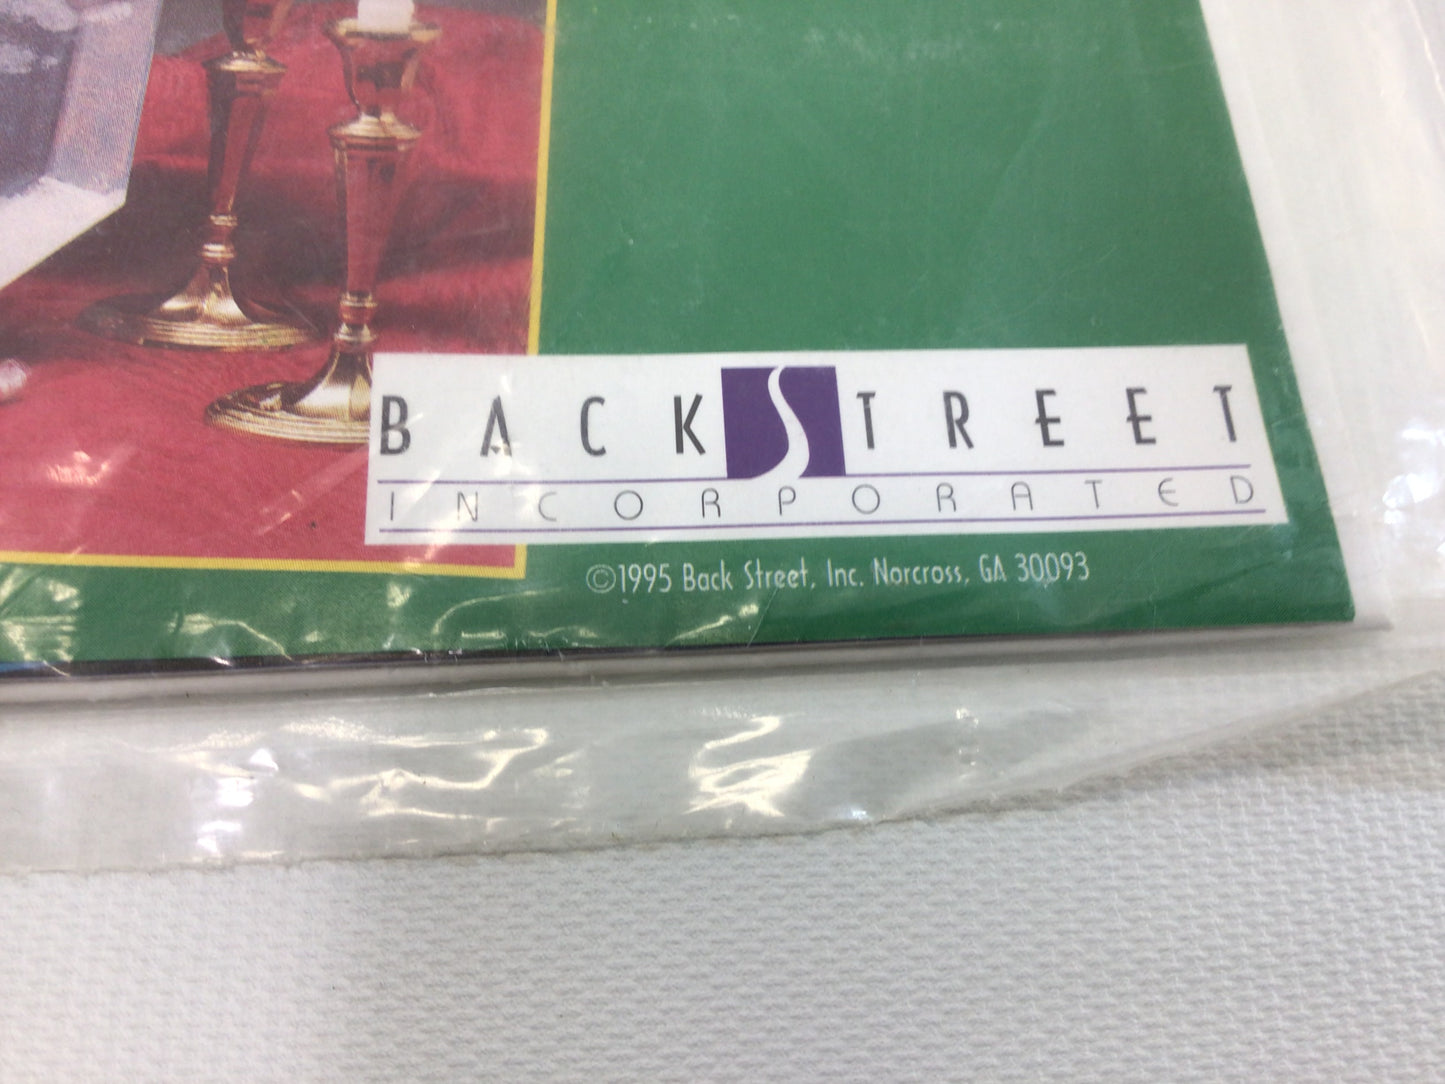 BACK STREET
INCORPORATED
©1995 Back Street, Inc. Norcross, GA 30093